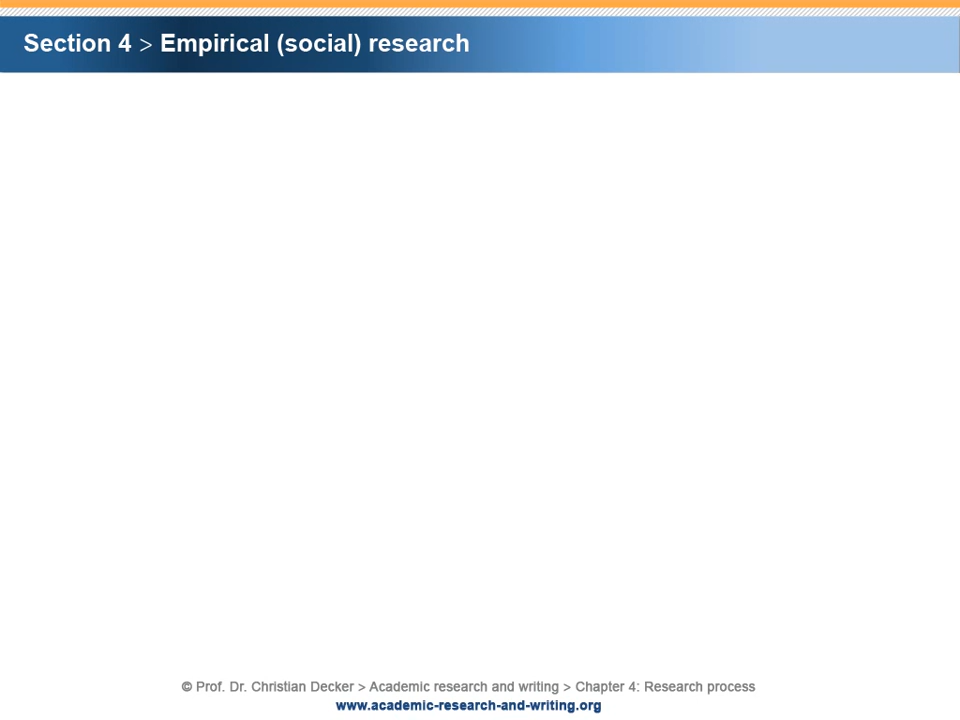 Section 4 > Empirical (social) research
© Prof. Dr. Christian Decker > Academic research and writing > Chapter 4: Research process
www.academic-research-and-writing.org